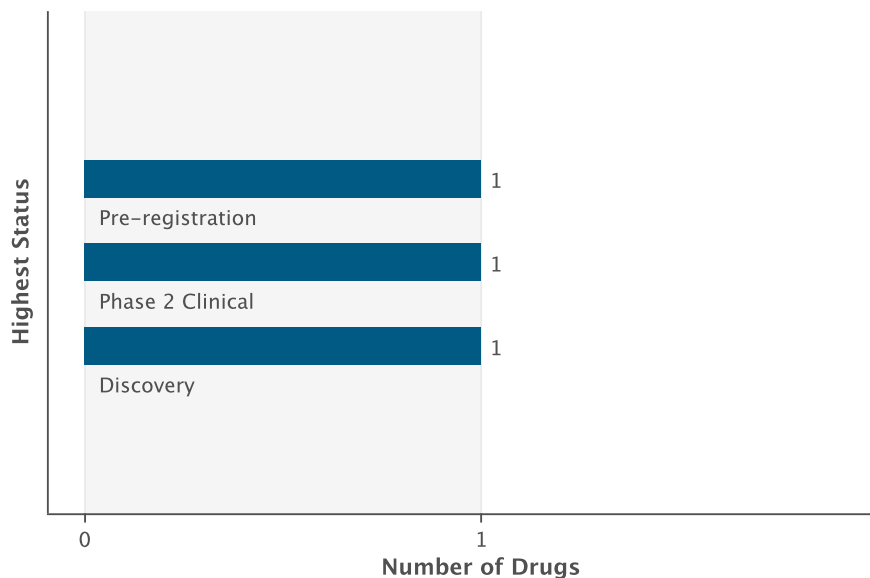 Highest Status
1
Pre-registration
1
Phase 2 Clinical
1
Discovery
0
1
Number of Drugs